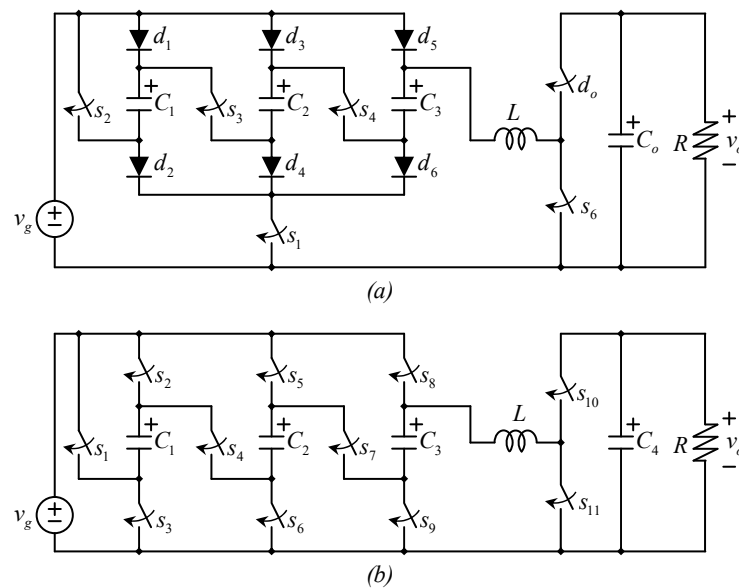 d1 d3 d5
s2 C1 s3 C2 s4 C3 L do
d2 d4 d6 Co R vo
vg s1 s6
(a)
s2 s5 s8
s1 C1 s4 C2 s7 C3 L s10
C4 R
vg s3 s6 s9 s11
(b)